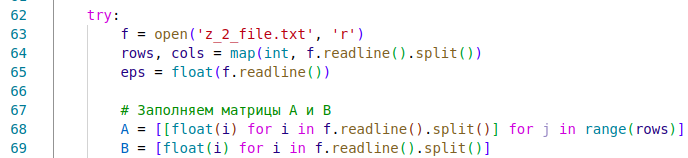 62 try:
63 f = open('z_2_file.txt', 'r')
64 rows, cols = map(int, f.readline().split())
65 eps = float(f.readline())
66
67 # Заполняем матрицы A и B
68 A = [[float(i) for i in f.readline().split()] for j in range(rows)]
69 B = [float(i) for i in f.readline().split()]